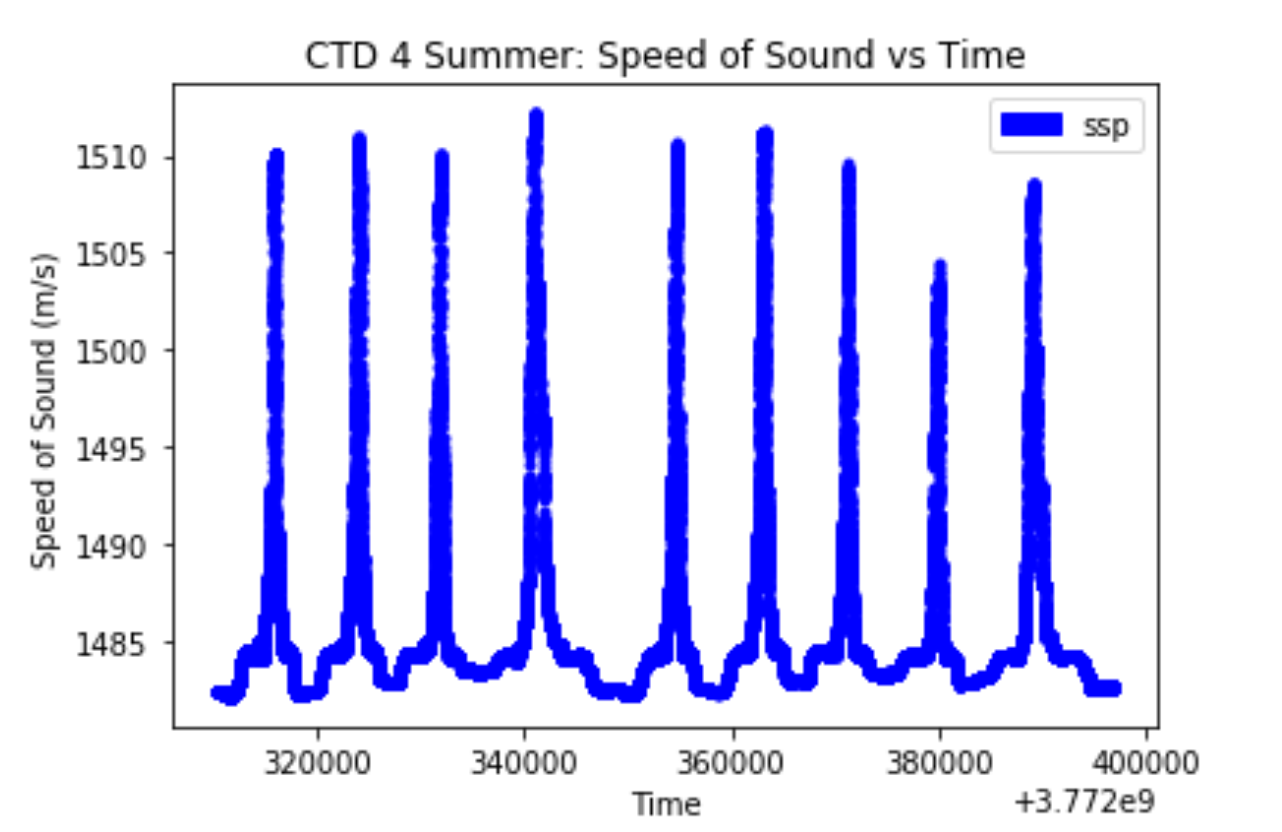 CTD 4 Summer: Speed of Sound vs Time
ssp
Speed of Sound (m/s)
1510
1505
1500
1495
1490
1485
320000 340000 360000 380000 400000
Time
+3.772e9